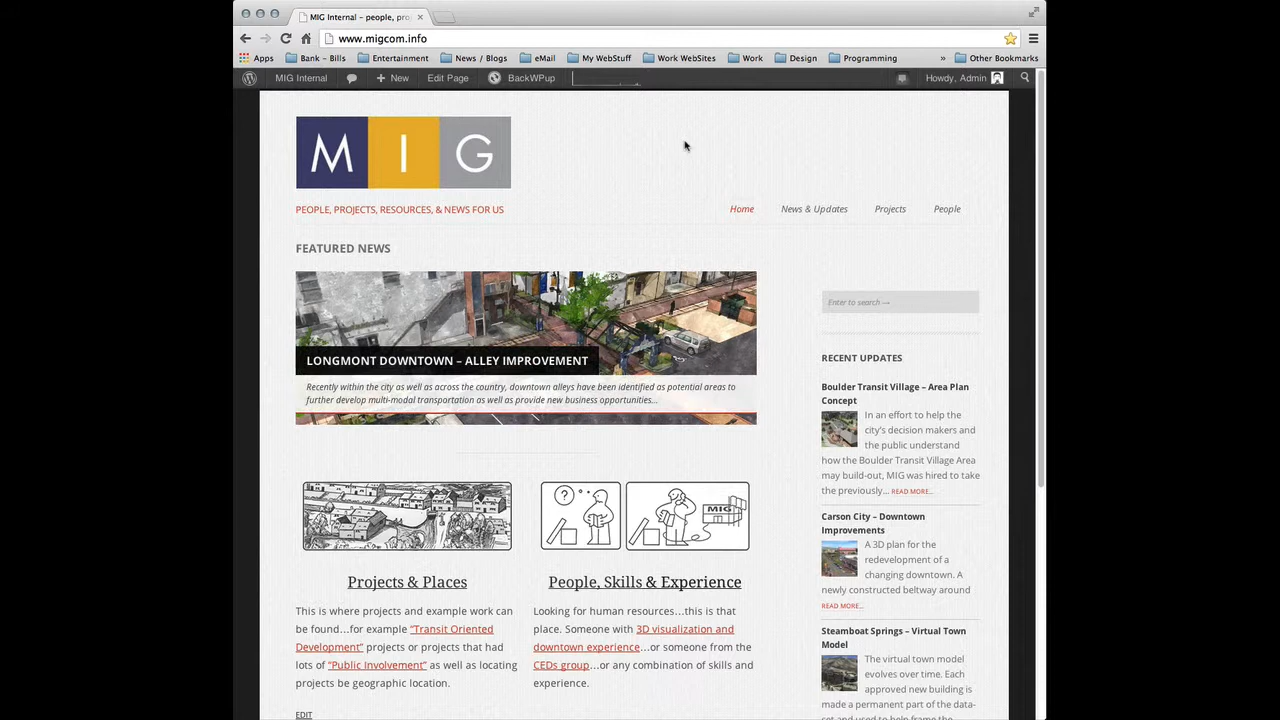 MIG Internal – people, pro
www.migcom.info
Apps Bank – Bills Entertainment News / Blogs eMail My WebStuff Work WebSites Work Design Programming » Other Bookmarks
MIG Internal + New Edit Page BackWPup Howdy, Admin
M I G
PEOPLE, PROJECTS, RESOURCES, & NEWS FOR US
Home News & Updates Projects People
FEATURED NEWS
LONGMONT DOWNTOWN – ALLEY IMPROVEMENT
Recently within the city as well as across the country, downtown alleys have been identified as potential areas to
further develop multi-modal transportation as well as provide new business opportunities...
?
MIG
Projects & Places
This is where projects and example work can
be found…for example “Transit Oriented
Development” projects or projects that had
lots of “Public Involvement” as well as locating
projects be geographic location.
People, Skills & Experience
Looking for human resources…this is that
place. Someone with 3D visualization and
downtown experience…or someone from the
CEDs group…or any combination of skills and
experience.
EDIT
Enter to search →
RECENT UPDATES
Boulder Transit Village – Area Plan
Concept
In an effort to help the
city’s decision makers and
the public understand
how the Boulder Transit Village Area
may build-out, MIG was hired to take
the previously... READ MORE...
Carson City – Downtown
Improvements
A 3D plan for the
redevelopment of a
changing downtown. A
newly constructed beltway around
READ MORE...
Steamboat Springs – Virtual Town
Model
The virtual town model
evolves over time. Each
approved new building is
made a permanent part of the data-
set and used to help frame the